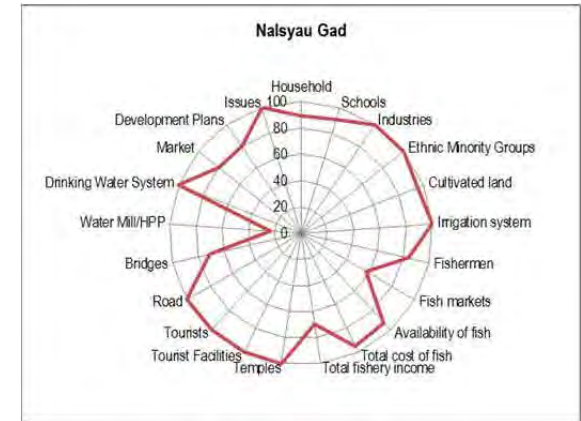 Nalsyau Gad
Household
Schools
Industries
Ethnic Minority Groups
Cultivated land
Irrigation system
Fishermen
Fish markets
Availability of fish
Total cost of fish
Total fishery income
Temples
Tourist Facilities
Tourists
Road
Bridges
Water Mill/HPP
Drinking Water System
Market
Development Plans
Issues
100
80
60
40
20
0